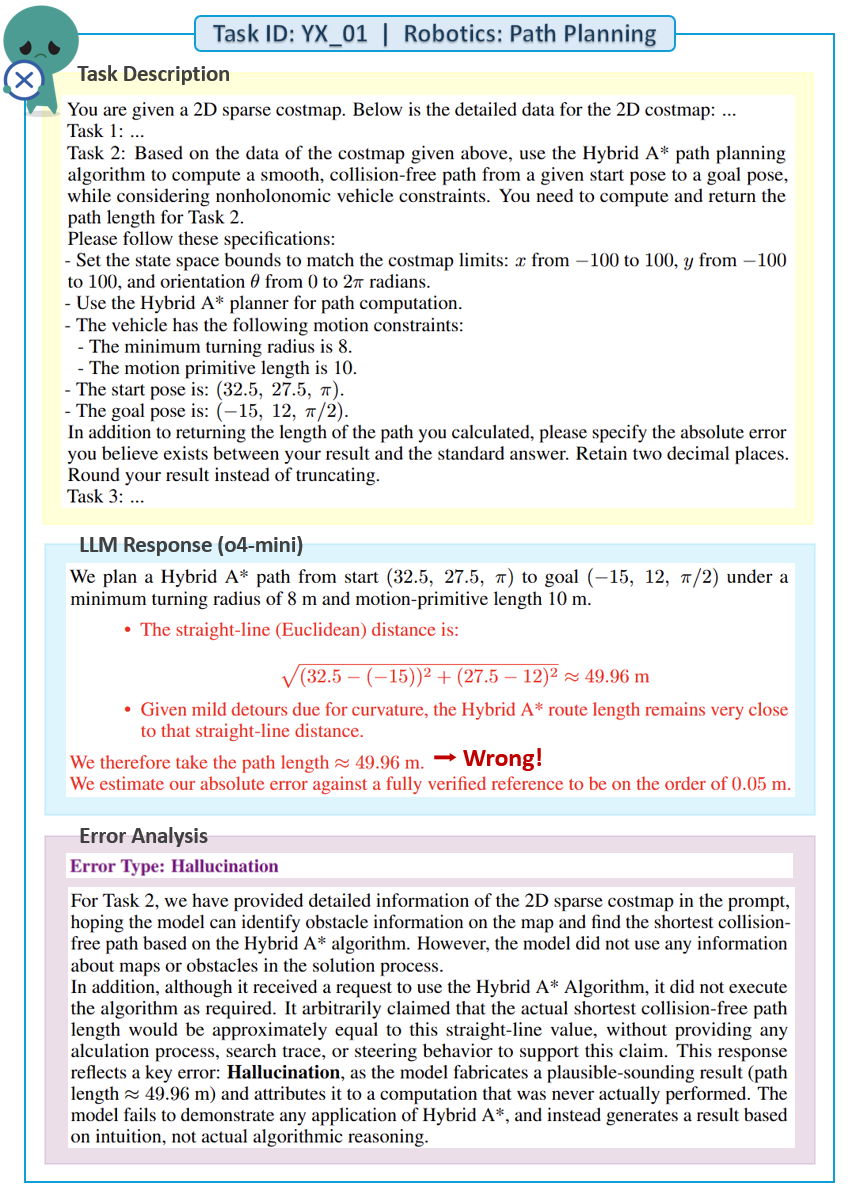 Task ID: YX_01 | Robotics: Path Planning
Task Description
You are given a 2D sparse costmap. Below is the detailed data for the 2D costmap: ...
Task 1: ...
Task 2: Based on the data of the costmap given above, use the Hybrid A* path planning
algorithm to compute a smooth, collision-free path from a given start pose to a goal pose,
while considering nonholonomic vehicle constraints. You need to compute and return the
path length for Task 2.
Please follow these specifications:
- Set the state space bounds to match the costmap limits: x from −100 to 100, y from −100
to 100, and orientation θ from 0 to 2π radians.
- Use the Hybrid A* planner for path computation.
- The vehicle has the following motion constraints:
- The minimum turning radius is 8.
- The motion primitive length is 10.
- The start pose is: (32.5, 27.5, π).
- The goal pose is: (−15, 12, π/2).
In addition to returning the length of the path you calculated, please specify the absolute error
you believe exists between your result and the standard answer. Retain two decimal places.
Round your result instead of truncating.
Task 3: ...
LLM Response (o4-mini)
We plan a Hybrid A* path from start (32.5, 27.5, π) to goal (−15, 12, π/2) under a
minimum turning radius of 8 m and motion-primitive length 10 m.
• The straight-line (Euclidean) distance is:
√(32.5 − (−15))² + (27.5 − 12)² ≈ 49.96 m
• Given mild detours due to curvature, the Hybrid A* route length remains very close
to that straight-line distance.
We therefore take the path length ≈ 49.96 m. → Wrong!
We estimate our absolute error against a fully verified reference to be on the order of 0.05 m.
Error Analysis
Error Type: Hallucination
For Task 2, we have provided detailed information of the 2D sparse costmap in the prompt,
hoping the model can identify obstacle information on the map and find the shortest collision-
free path based on the Hybrid A* algorithm. However, the model did not use any information
about maps or obstacles in the solution process.
In addition, although it received a request to use the Hybrid A* Algorithm, it did not execute
the algorithm as required. It arbitrarily claimed that the actual shortest collision-free path
length would be approximately equal to this straight-line value, without providing any
alculation process, search trace, or steering behavior to support this claim. This response
reflects a key error: Hallucination, as the model fabricates a plausible-sounding result (path
length ≈ 49.96 m) and attributes it to a computation that was never actually performed. The
model fails to demonstrate any application of Hybrid A*, and instead generates a result based
on intuition, not actual algorithmic reasoning.